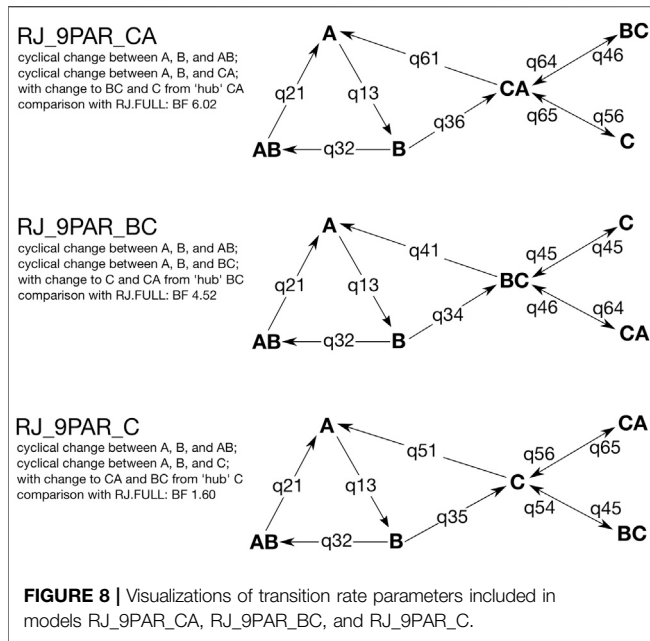 RJ_9PAR_CA
cyclical change between A, B, and AB;
cyclical change between A, B, and CA;
with change to BC and C from 'hub' CA
comparison with RJ.FULL: BF 6.02
A
BC
q61
q64
q46
q21
q13
CA
q36
q65
q56
AB
q32
B
C
RJ_9PAR_BC
cyclical change between A, B, and AB;
cyclical change between A, B, and BC;
with change to C and CA from 'hub' BC
comparison with RJ.FULL: BF 4.52
A
C
q41
q45
q45
q21
q13
BC
q34
q46
q64
AB
q32
B
CA
RJ_9PAR_C
cyclical change between A, B, and AB;
cyclical change between A, B, and C;
with change to CA and BC from 'hub' C
comparison with RJ.FULL: BF 1.60
A
CA
q51
q56
q65
q21
q13
C
q35
q54
q45
AB
q32
B
BC
FIGURE 8 | Visualizations of transition rate parameters included in
models RJ_9PAR_CA, RJ_9PAR_BC, and RJ_9PAR_C.